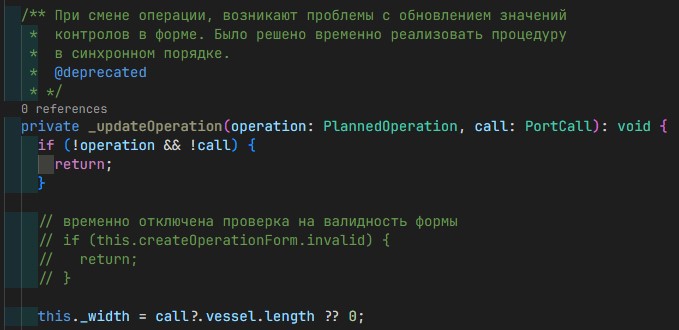 /** При смене операции, возникают проблемы с обновлением значений
* контролов в форме. Было решено временно реализовать процедуру
* в синхронном порядке.
* @deprecated
* */
0 references
private _updateOperation(operation: PlannedOperation, call: PortCall): void {
if (!operation && !call) {
return;
}
// временно отключена проверка на валидность формы
// if (this.createOperationForm.invalid) {
//   return;
// }
this._width = call?.vessel.length ?? 0;